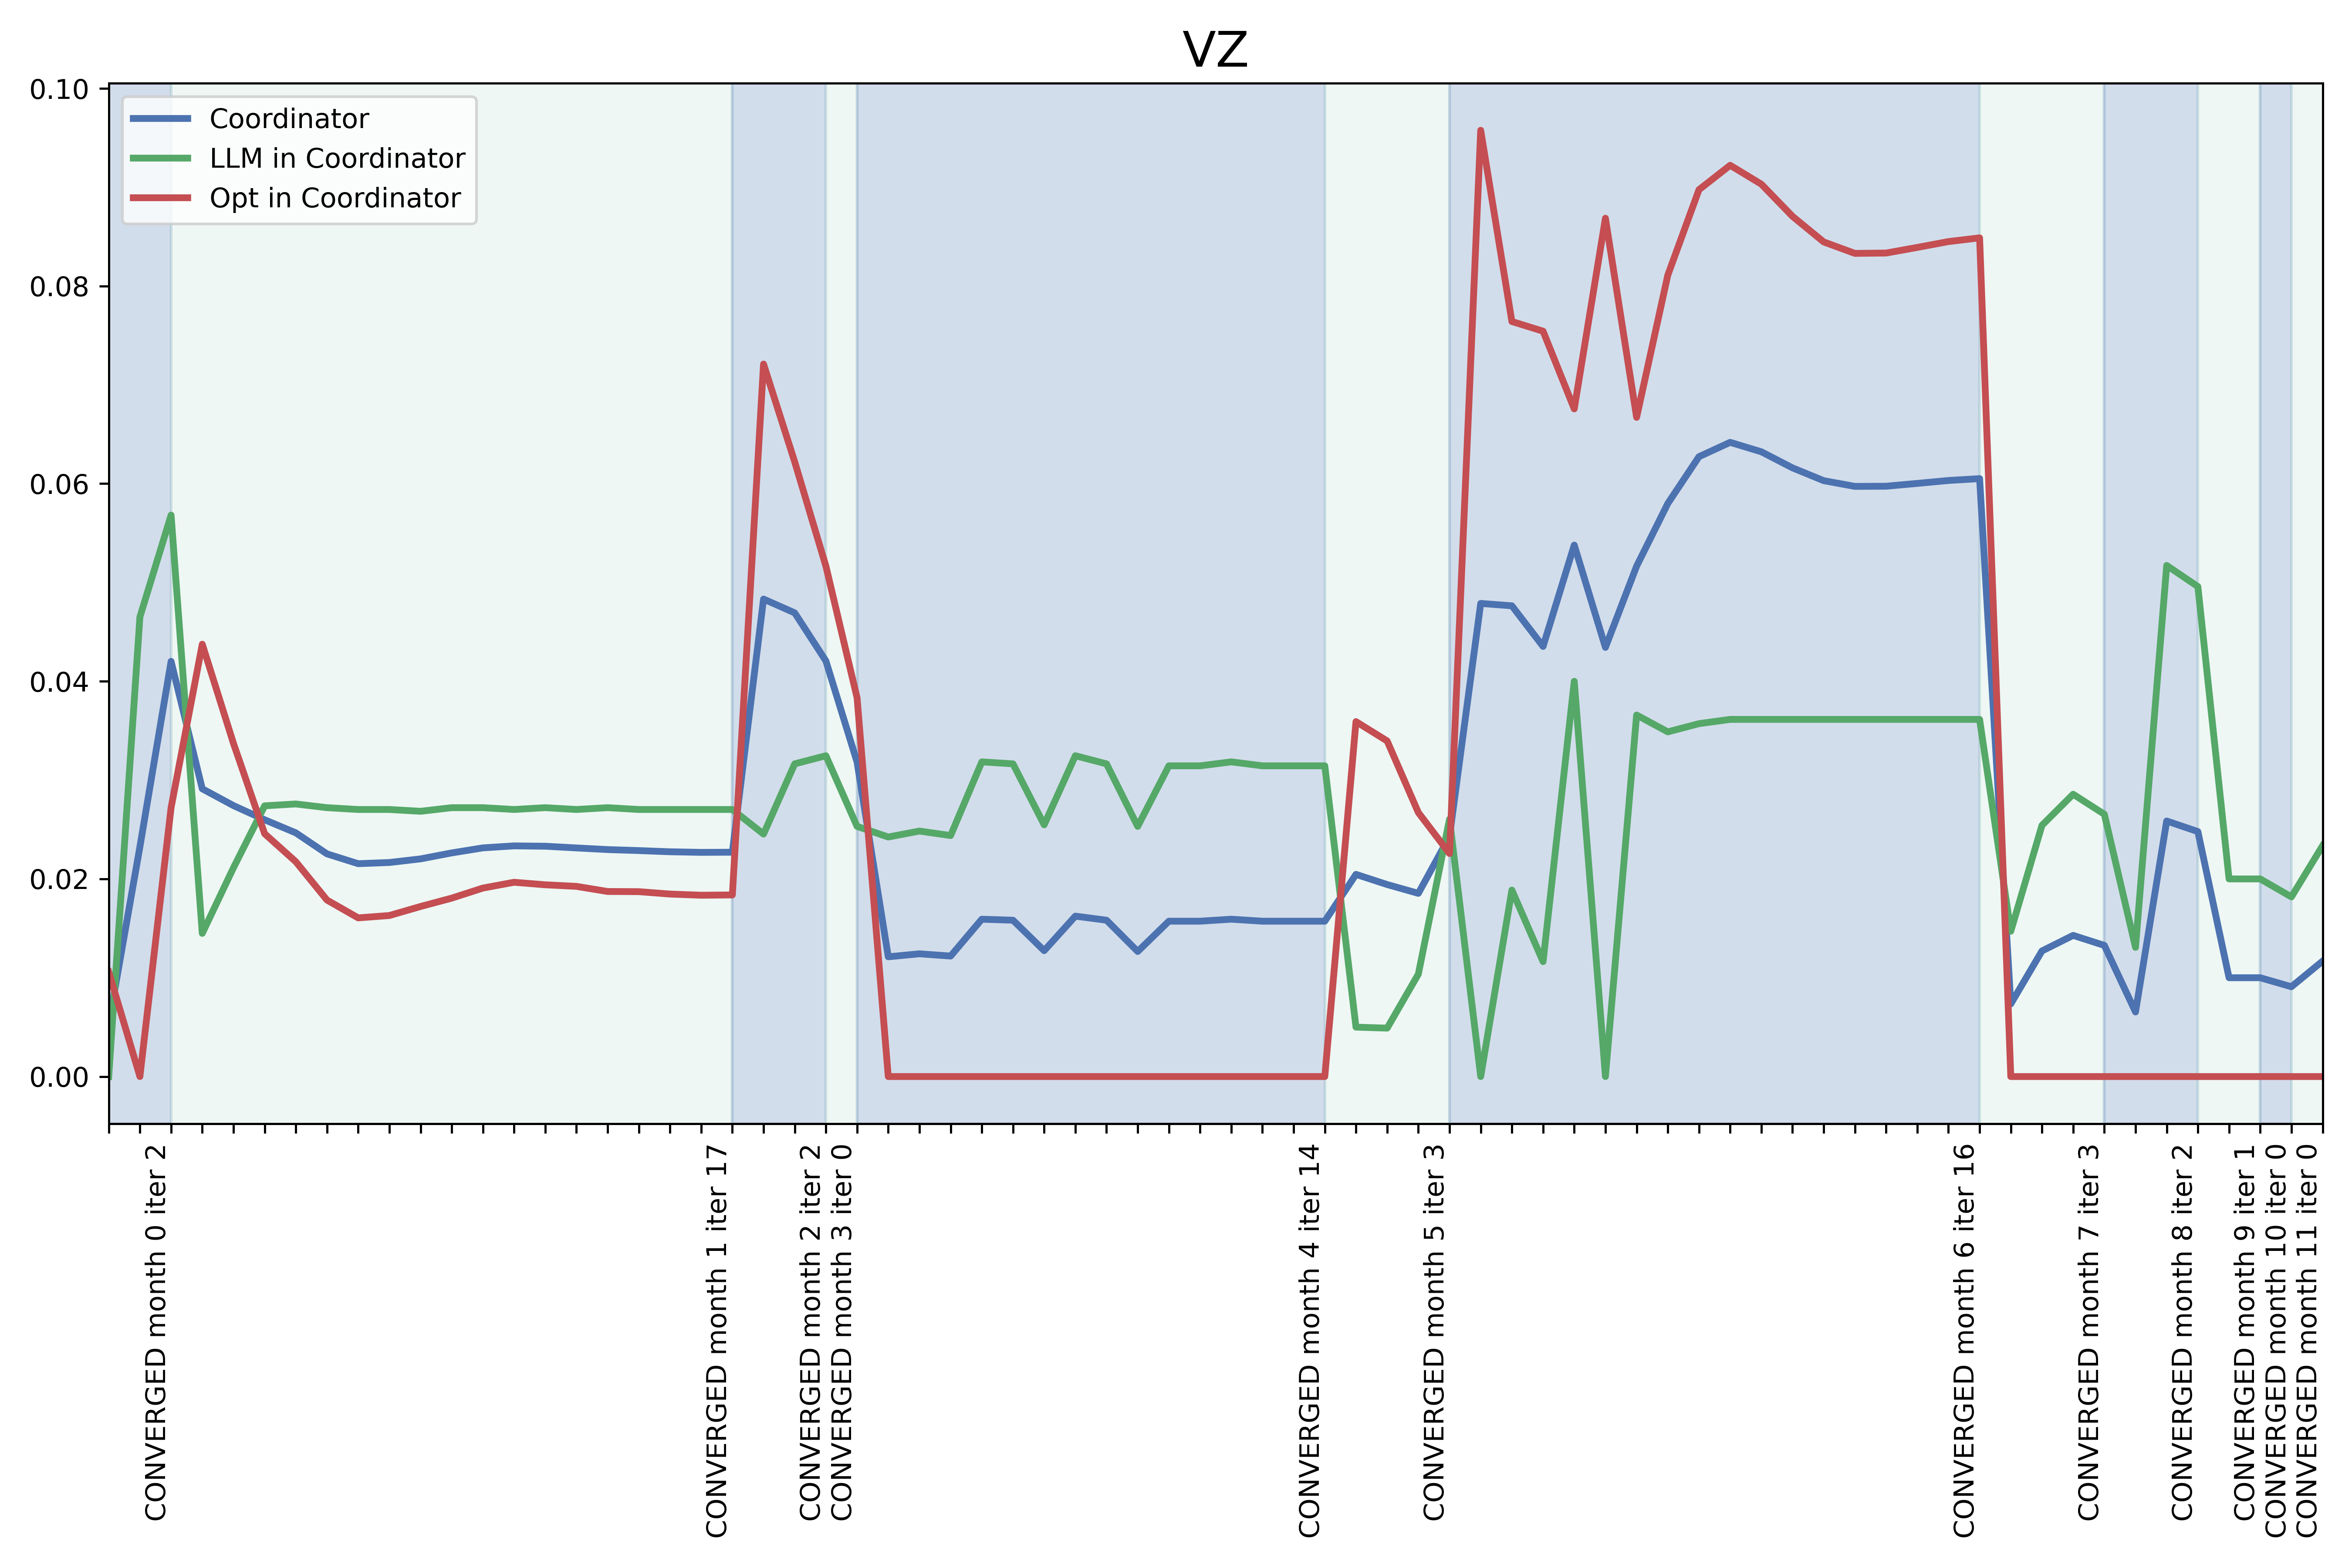 VZ
0.10
0.08
0.06
0.04
0.02
0.00
Coordinator
LLM in Coordinator
Opt in Coordinator
CONVERGED month 0 iter 2
CONVERGED month 1 iter 17
CONVERGED month 2 iter 2
CONVERGED month 3 iter 0
CONVERGED month 4 iter 14
CONVERGED month 5 iter 3
CONVERGED month 6 iter 16
CONVERGED month 7 iter 3
CONVERGED month 8 iter 2
CONVERGED month 9 iter 1
CONVERGED month 10 iter 0
CONVERGED month 11 iter 0